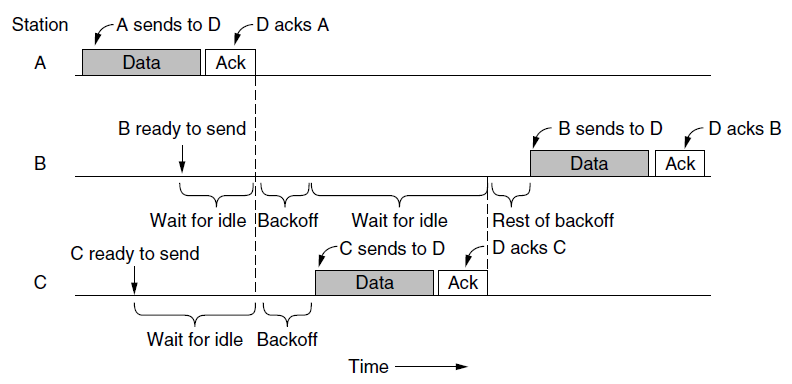 Station
A sends to D
D acks A
A
Data
Ack
B ready to send
B sends to D
D acks B
B
Data
Ack
Wait for idle
Backoff
Wait for idle
Rest of backoff
C ready to send
C sends to D
D acks C
C
Data
Ack
Wait for idle
Backoff
Time